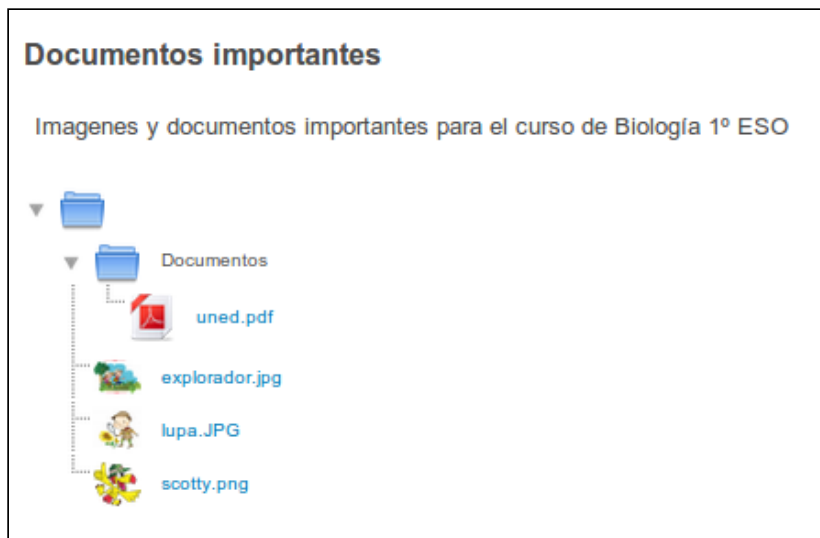 Documentos importantes
Imagenes y documentos importantes para el curso de Biología 1º ESO
Documentos
uned.pdf
explorador.jpg
lupa.JPG
scotty.png